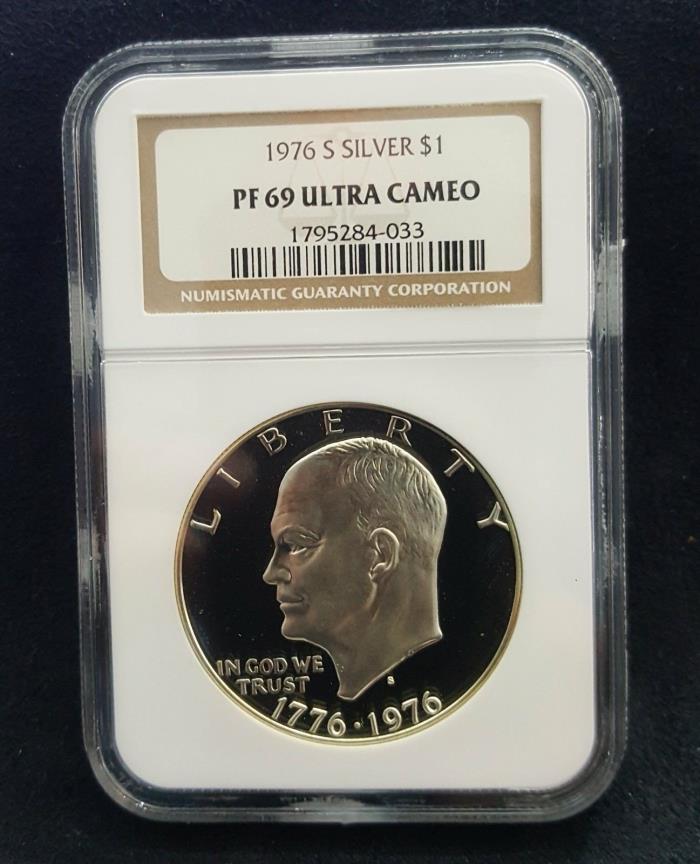 1976 S SILVER $1
PF 69 ULTRA CAMEO
1795284-033
NUMISMATIC GUARANTY CORPORATION
LIBERTY
IN GOD WE
TRUST
S
1776 · 1976